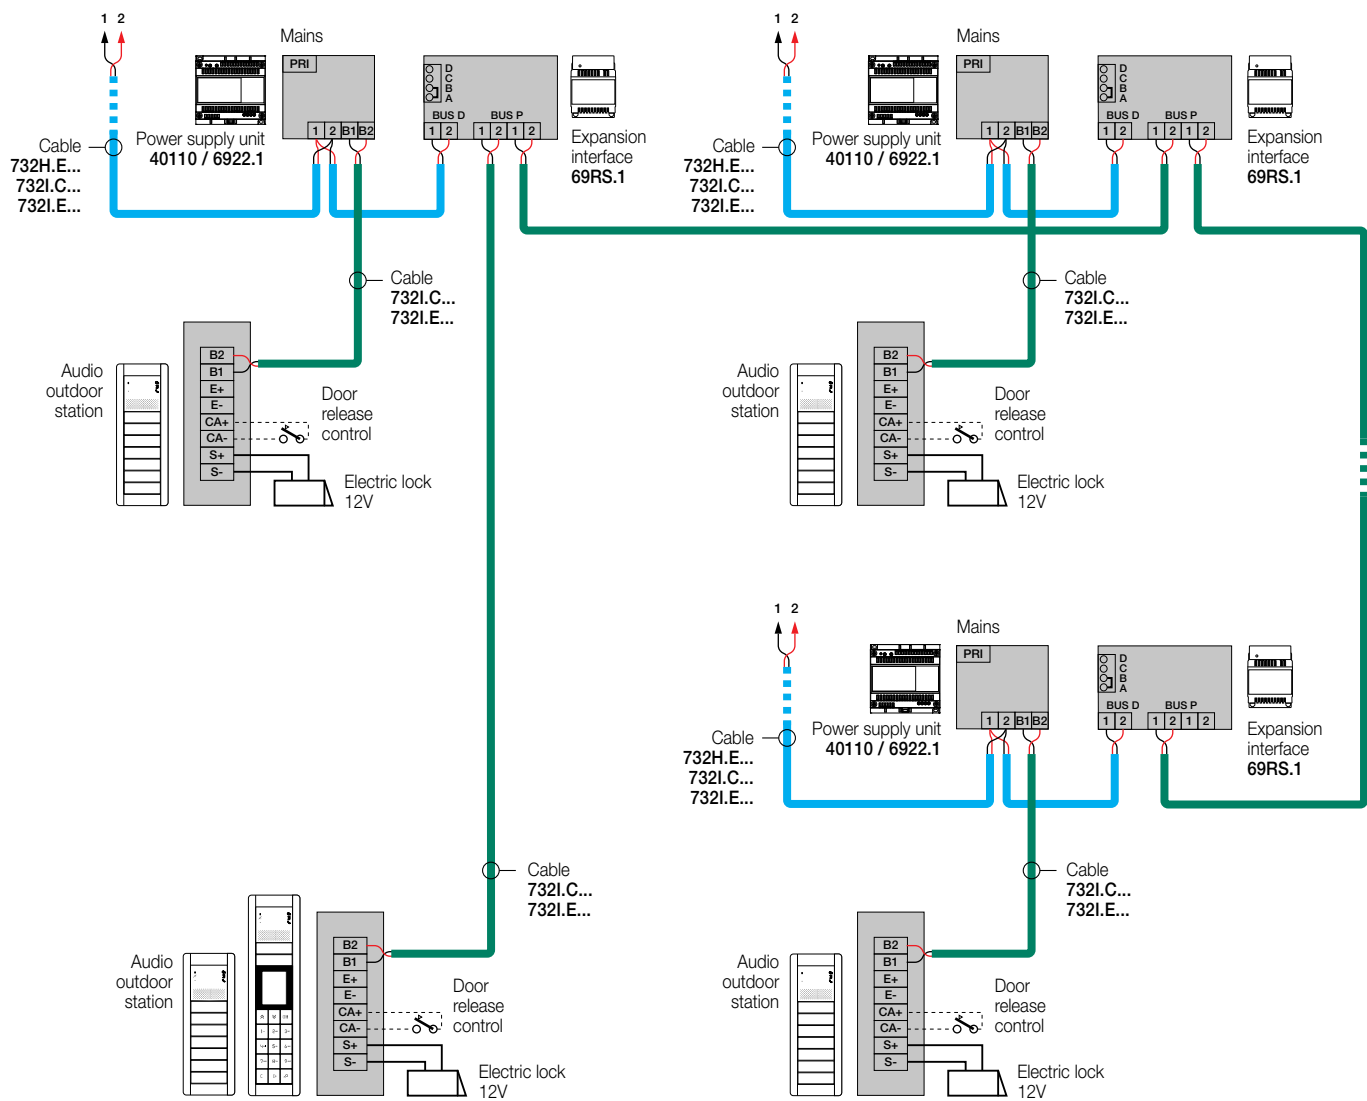 1 2
Mains
PRI
1 2 B1 B2
Power supply unit
40110 / 6922.1
Cable
732H.E...
732I.C...
732I.E...
D
C
B
A
BUS D BUS P
1 2 1 2 1 2
Expansion
interface
69RS.1
Cable
732I.C...
732I.E...
Audio
outdoor
station
B2
B1
E+
E-
CA+
CA-
S+
S-
Door
release
control
Electric lock
12V
1 2
Mains
PRI
1 2 B1 B2
Power supply unit
40110 / 6922.1
Cable
732H.E...
732I.C...
732I.E...
D
C
B
A
BUS D BUS P
1 2 1 2 1 2
Expansion
interface
69RS.1
Cable
732I.C...
732I.E...
Audio
outdoor
station
B2
B1
E+
E-
CA+
CA-
S+
S-
Door
release
control
Electric lock
12V
1 2
Mains
PRI
1 2 B1 B2
Power supply unit
40110 / 6922.1
Cable
732H.E...
732I.C...
732I.E...
D
C
B
A
BUS D BUS P
1 2 1 2 1 2
Expansion
interface
69RS.1
Cable
732I.C...
732I.E...
Audio
outdoor
station
B2
B1
E+
E-
CA+
CA-
S+
S-
Door
release
control
Electric lock
12V
Cable
732I.C...
732I.E...
Audio
outdoor
station
B2
B1
E+
E-
CA+
CA-
S+
S-
Door
release
control
Electric lock
12V